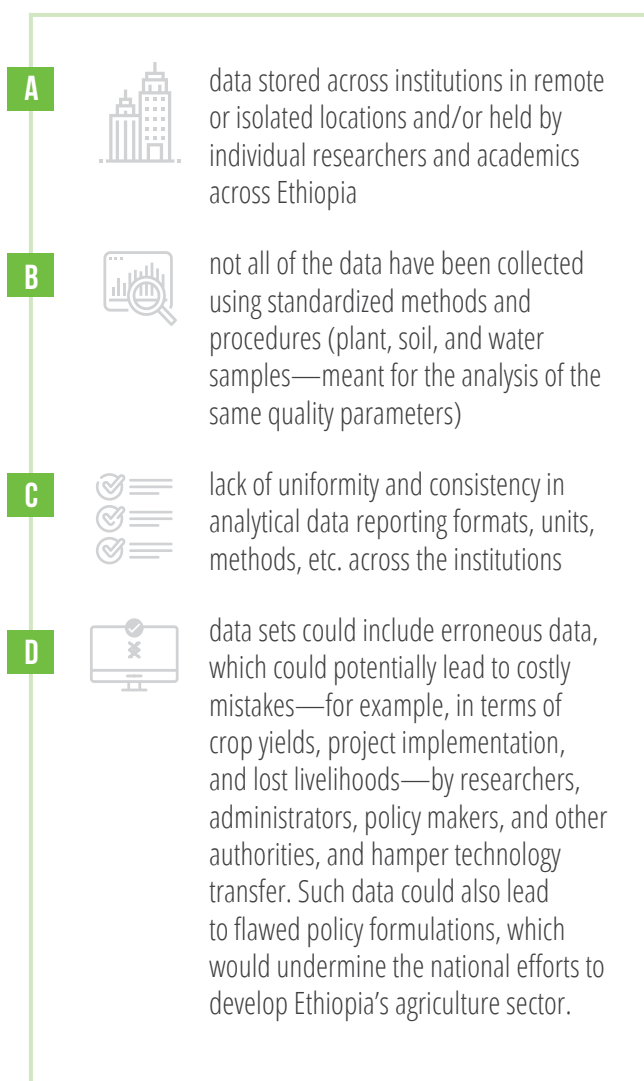 A
data stored across institutions in remote
or isolated locations and/or held by
individual researchers and academics
across Ethiopia
B
not all of the data have been collected
using standardized methods and
procedures (plant, soil, and water
samples—meant for the analysis of the
same quality parameters)
C
lack of uniformity and consistency in
analytical data reporting formats, units,
methods, etc. across the institutions
D
data sets could include erroneous data,
which could potentially lead to costly
mistakes—for example, in terms of
crop yields, project implementation,
and lost livelihoods—by researchers,
administrators, policy makers, and other
authorities, and hamper technology
transfer. Such data could also lead
to flawed policy formulations, which
would undermine the national efforts to
develop Ethiopia’s agriculture sector.